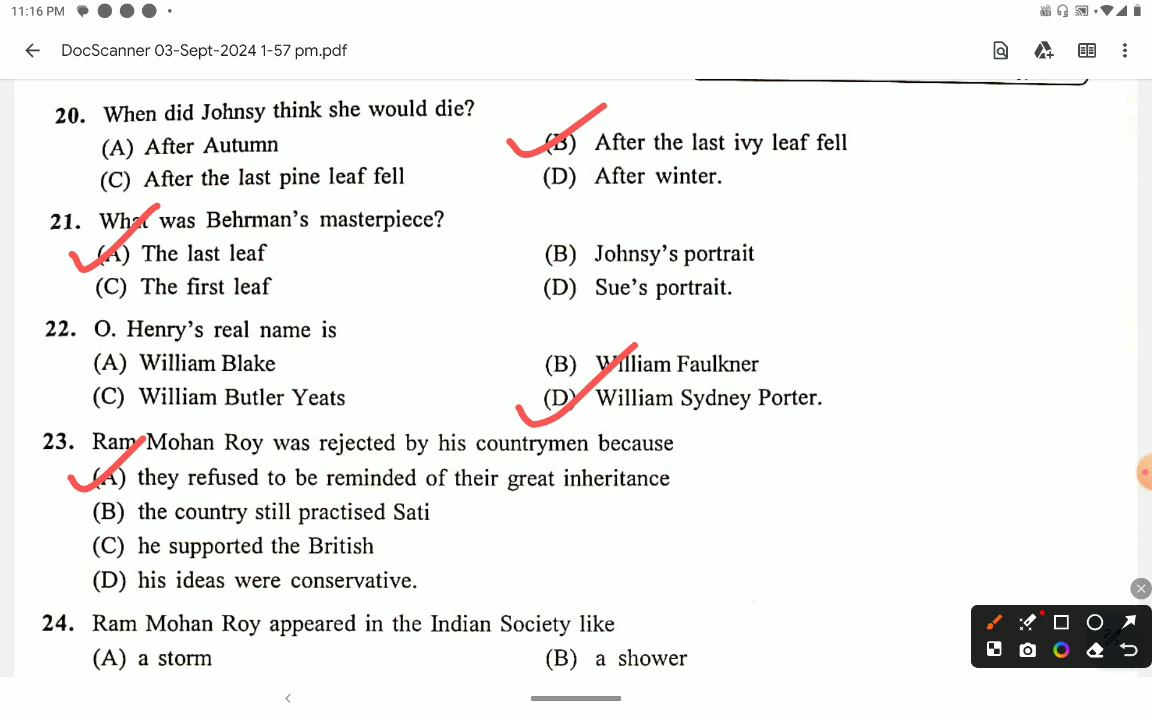 11:16 PM
DocScanner 03-Sept-2024 1-57 pm.pdf
20. When did Johnsy think she would die?
(A) After Autumn (B) After the last ivy leaf fell
(C) After the last pine leaf fell (D) After winter.
21. What was Behrman's masterpiece?
(A) The last leaf (B) Johnsy's portrait
(C) The first leaf (D) Sue's portrait.
22. O. Henry's real name is
(A) William Blake (B) William Faulkner
(C) William Butler Yeats (D) William Sydney Porter.
23. Ram Mohan Roy was rejected by his countrymen because
(A) they refused to be reminded of their great inheritance
(B) the country still practised Sati
(C) he supported the British
(D) his ideas were conservative.
24. Ram Mohan Roy appeared in the Indian Society like
(A) a storm (B) a shower